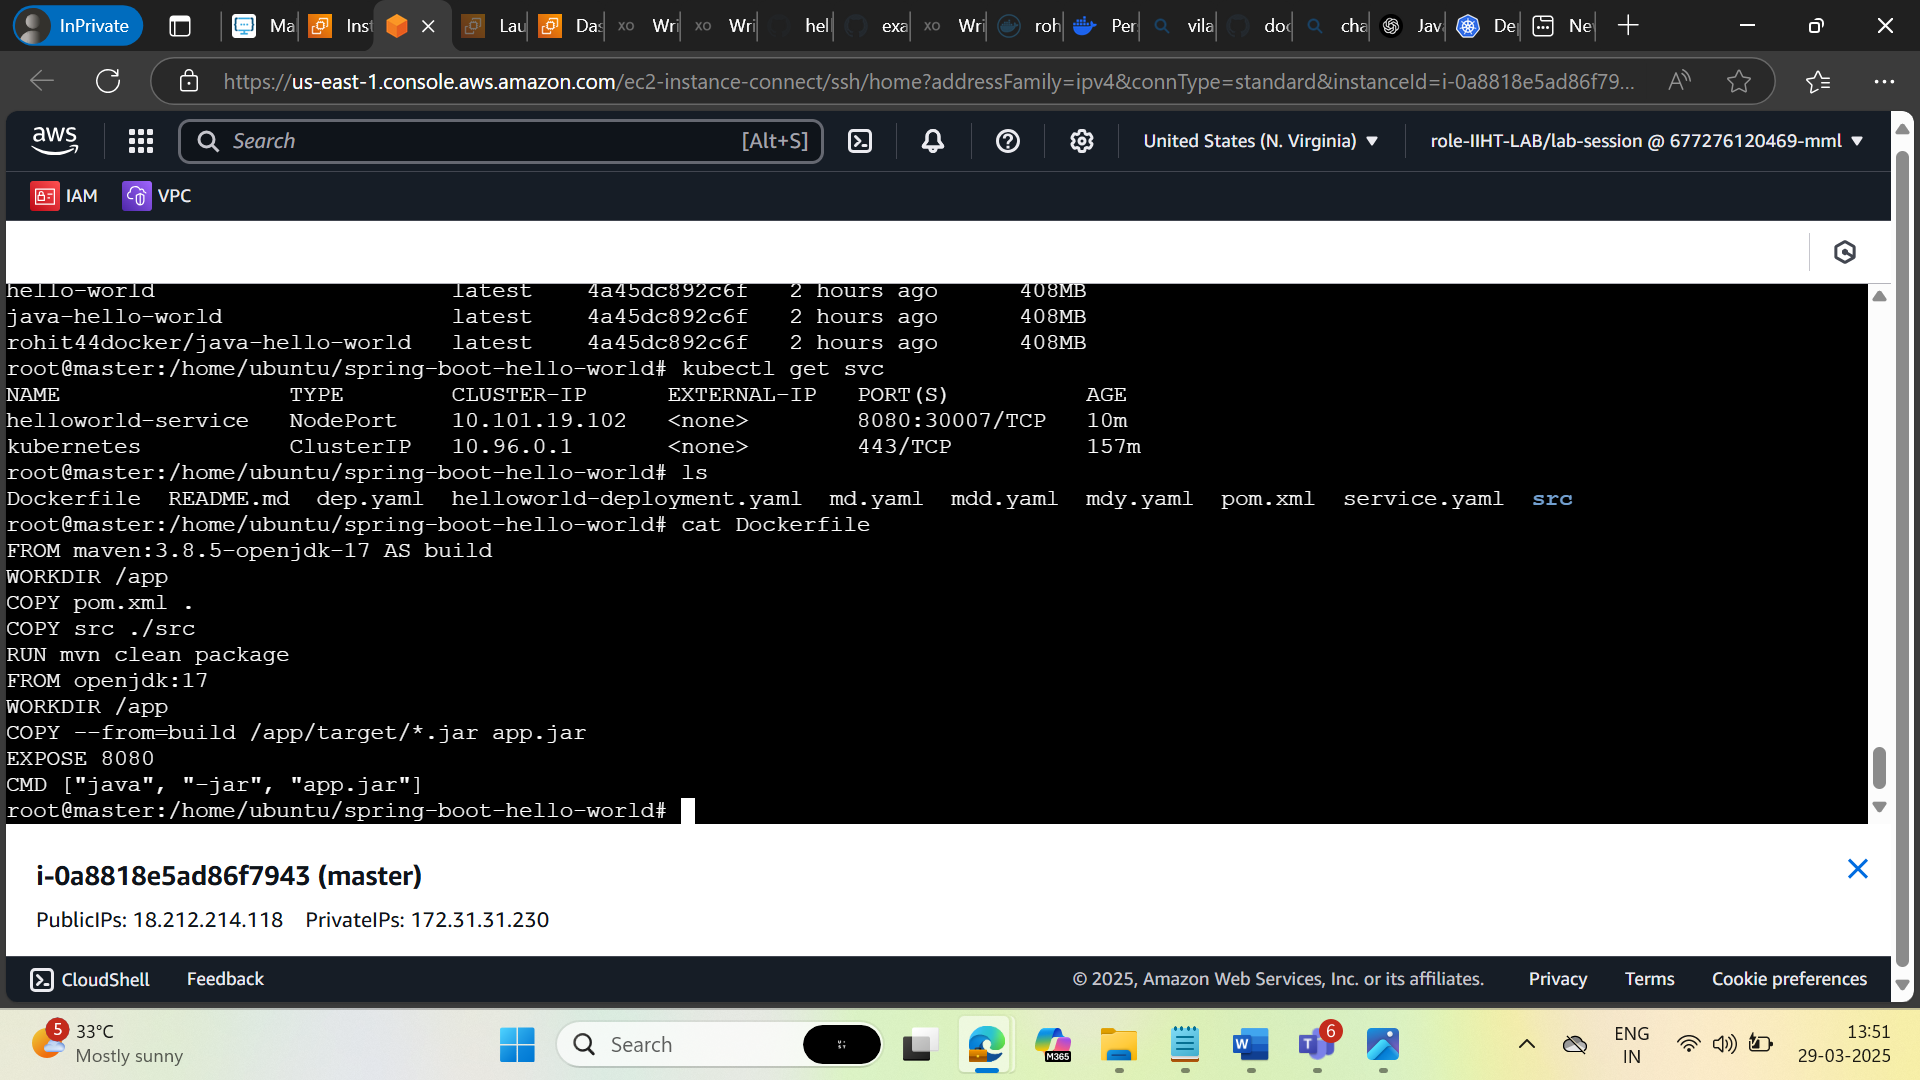 InPrivate
Ma
Inst
Lau
Das
Wri
Wri
hell
exa
Wri
roh
Per
vila
doc
cha
Java
Dep
Ne
https://us-east-1.console.aws.amazon.com/ec2-instance-connect/ssh/home?addressFamily=ipv4&connType=standard&instanceId=i-0a8818e5ad86f79...
aws
Search
[Alt+S]
United States (N. Virginia)
role-IIHT-LAB/lab-session @ 677276120469-mml
IAM
VPC
hello-world latest 4a45dc892c6f 2 hours ago 408MB
java-hello-world latest 4a45dc892c6f 2 hours ago 408MB
rohit44docker/java-hello-world latest 4a45dc892c6f 2 hours ago 408MB
root@master:/home/ubuntu/spring-boot-hello-world# kubectl get svc
NAME TYPE CLUSTER-IP EXTERNAL-IP PORT(S) AGE
helloworld-service NodePort 10.101.19.102 <none> 8080:30007/TCP 10m
kubernetes ClusterIP 10.96.0.1 <none> 443/TCP 157m
root@master:/home/ubuntu/spring-boot-hello-world# ls
Dockerfile README.md dep.yaml helloworld-deployment.yaml md.yaml mdd.yaml mdy.yaml pom.xml service.yaml src
root@master:/home/ubuntu/spring-boot-hello-world# cat Dockerfile
FROM maven:3.8.5-openjdk-17 AS build
WORKDIR /app
COPY pom.xml .
COPY src ./src
RUN mvn clean package
FROM openjdk:17
WORKDIR /app
COPY --from=build /app/target/*.jar app.jar
EXPOSE 8080
CMD ["java", "-jar", "app.jar"]
root@master:/home/ubuntu/spring-boot-hello-world#
i-0a8818e5ad86f7943 (master)
PublicIPs: 18.212.214.118 PrivateIPs: 172.31.31.230
CloudShell
Feedback
© 2025, Amazon Web Services, Inc. or its affiliates.
Privacy
Terms
Cookie preferences
5
33°C
Mostly sunny
Search
M365
6
ENG
IN
13:51
29-03-2025